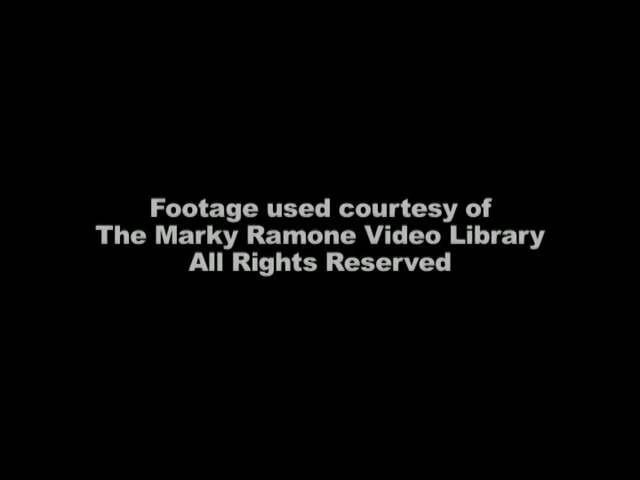 Footage used courtesy of
The Marky Ramone Video Library
All Rights Reserved